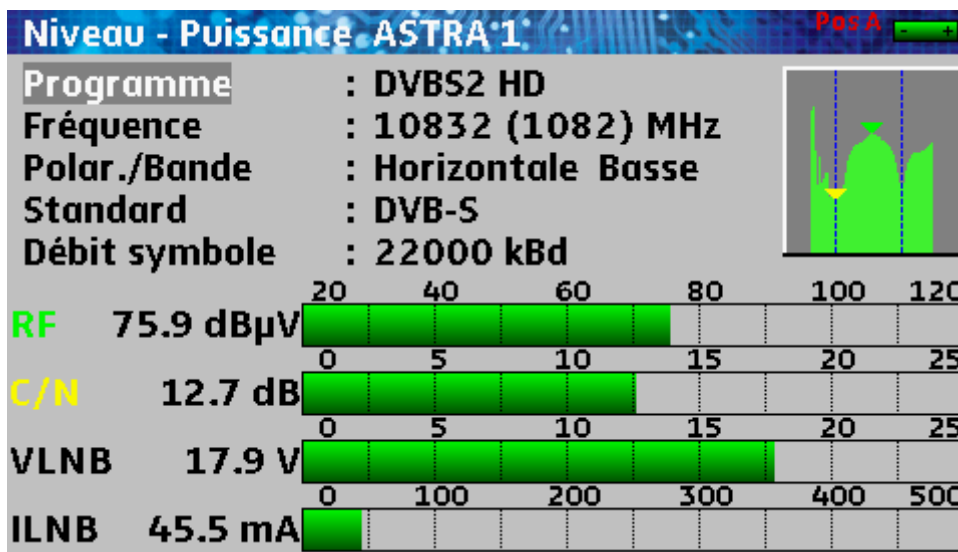 Niveau - Puissance ASTRA 1
Pos A
- +
Programme : DVBS2 HD
Fréquence : 10832 (1082) MHz
Polar./Bande : Horizontale Basse
Standard : DVB-S
Débit symbole : 22000 kBd
20 40 60 80 100 120
RF 75.9 dBµV
0 5 10 15 20 25
C/N 12.7 dB
0 5 10 15 20 25
VLNB 17.9 V
0 100 200 300 400 500
ILNB 45.5 mA